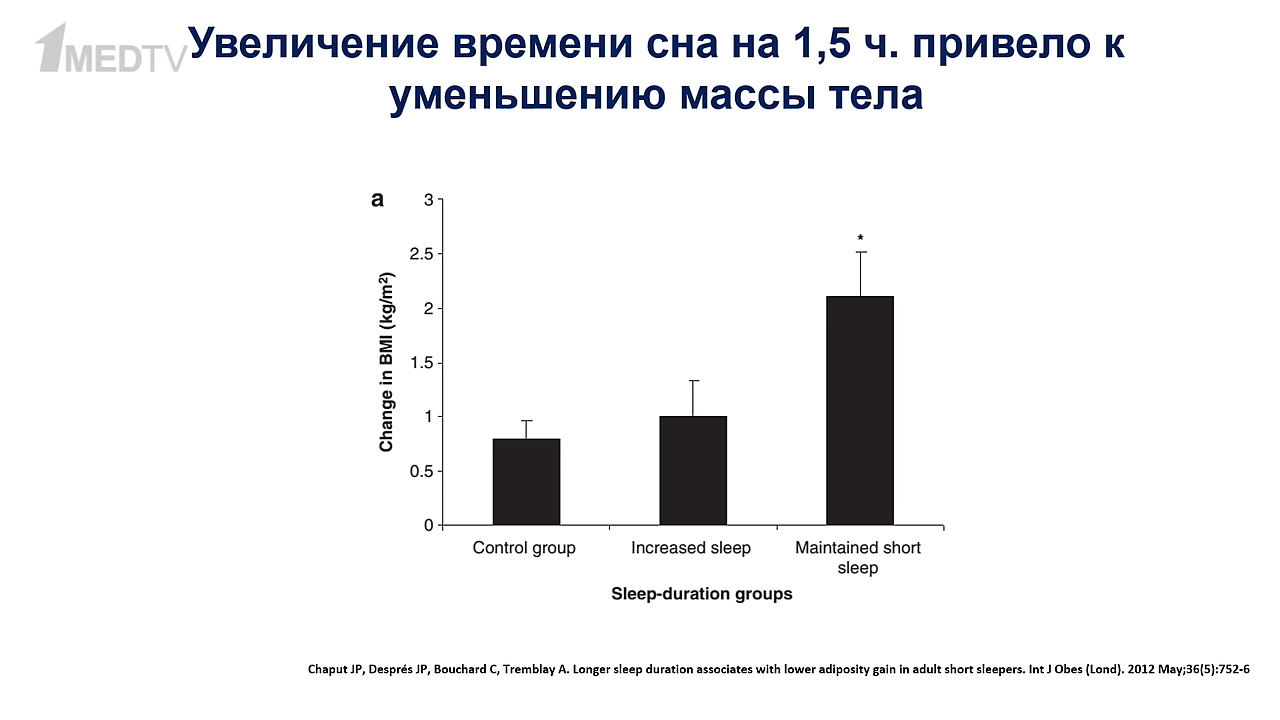 1MEDTV
Увеличение времени сна на 1,5 ч. привело к
уменьшению массы тела
a
3
2.5
2
1.5
1
0.5
0
Change in BMI (kg/m²)
*
Control group
Increased sleep
Maintained short
sleep
Sleep-duration groups
Chaput JP, Després JP, Bouchard C, Tremblay A. Longer sleep duration associates with lower adiposity gain in adult short sleepers. Int J Obes (Lond). 2012 May;36(5):752-6